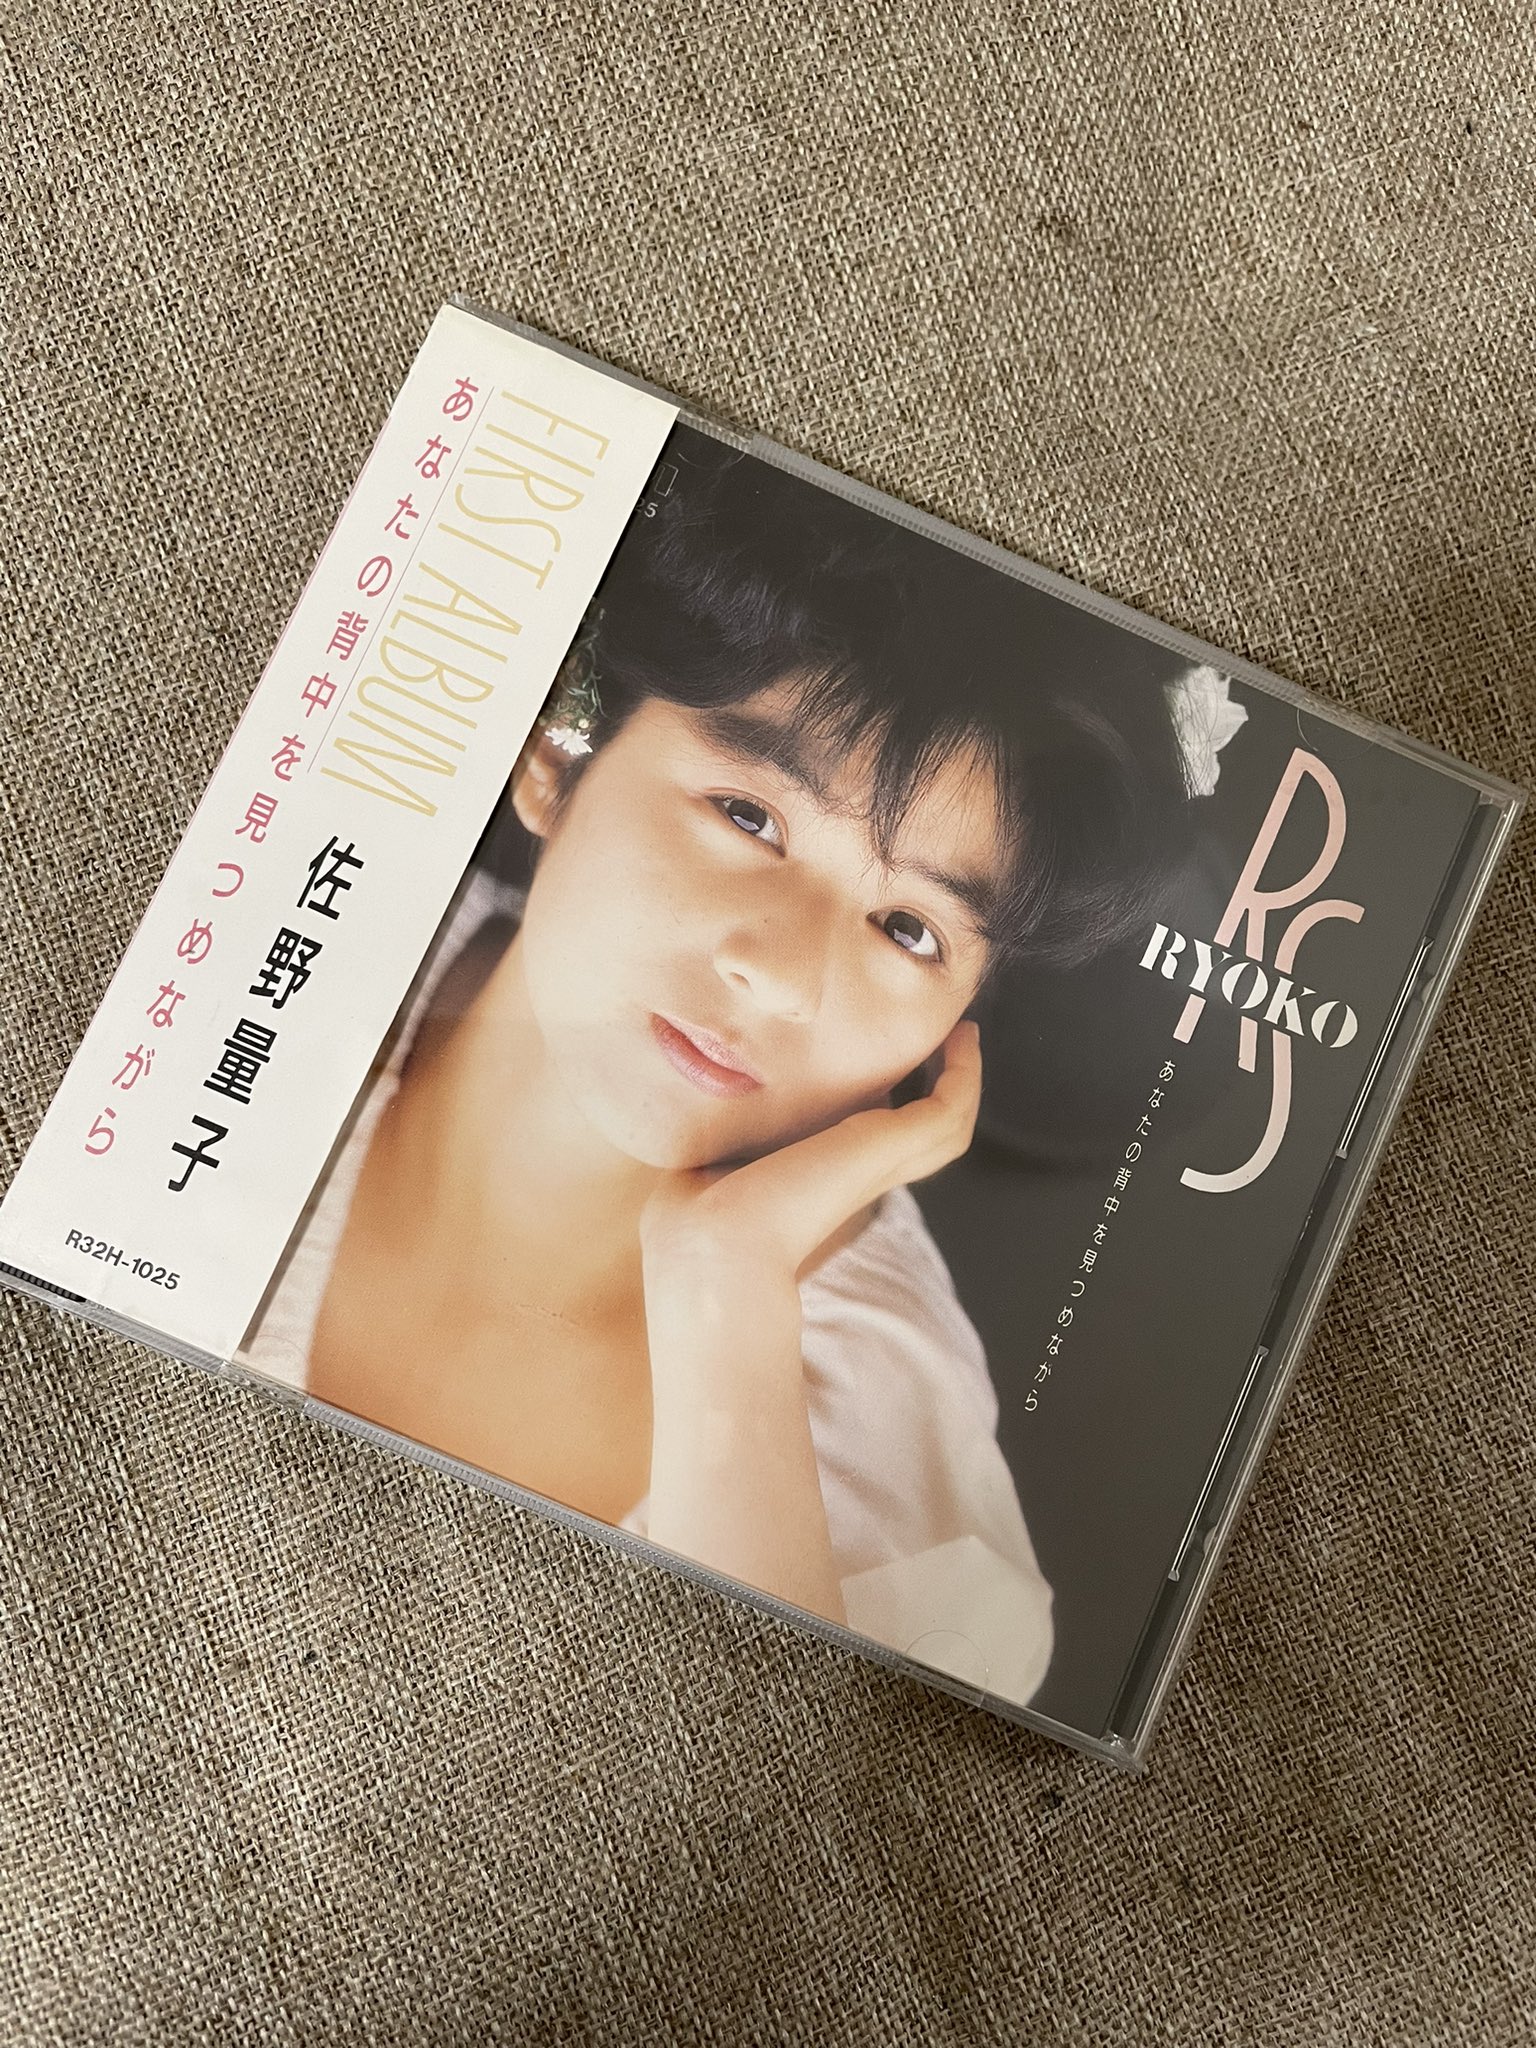 FIRST ALBUM
あなたの背中を見つめながら
佐野量子
R32H-1025
25
RS
RYOKO
あなたの背中を見つめながら